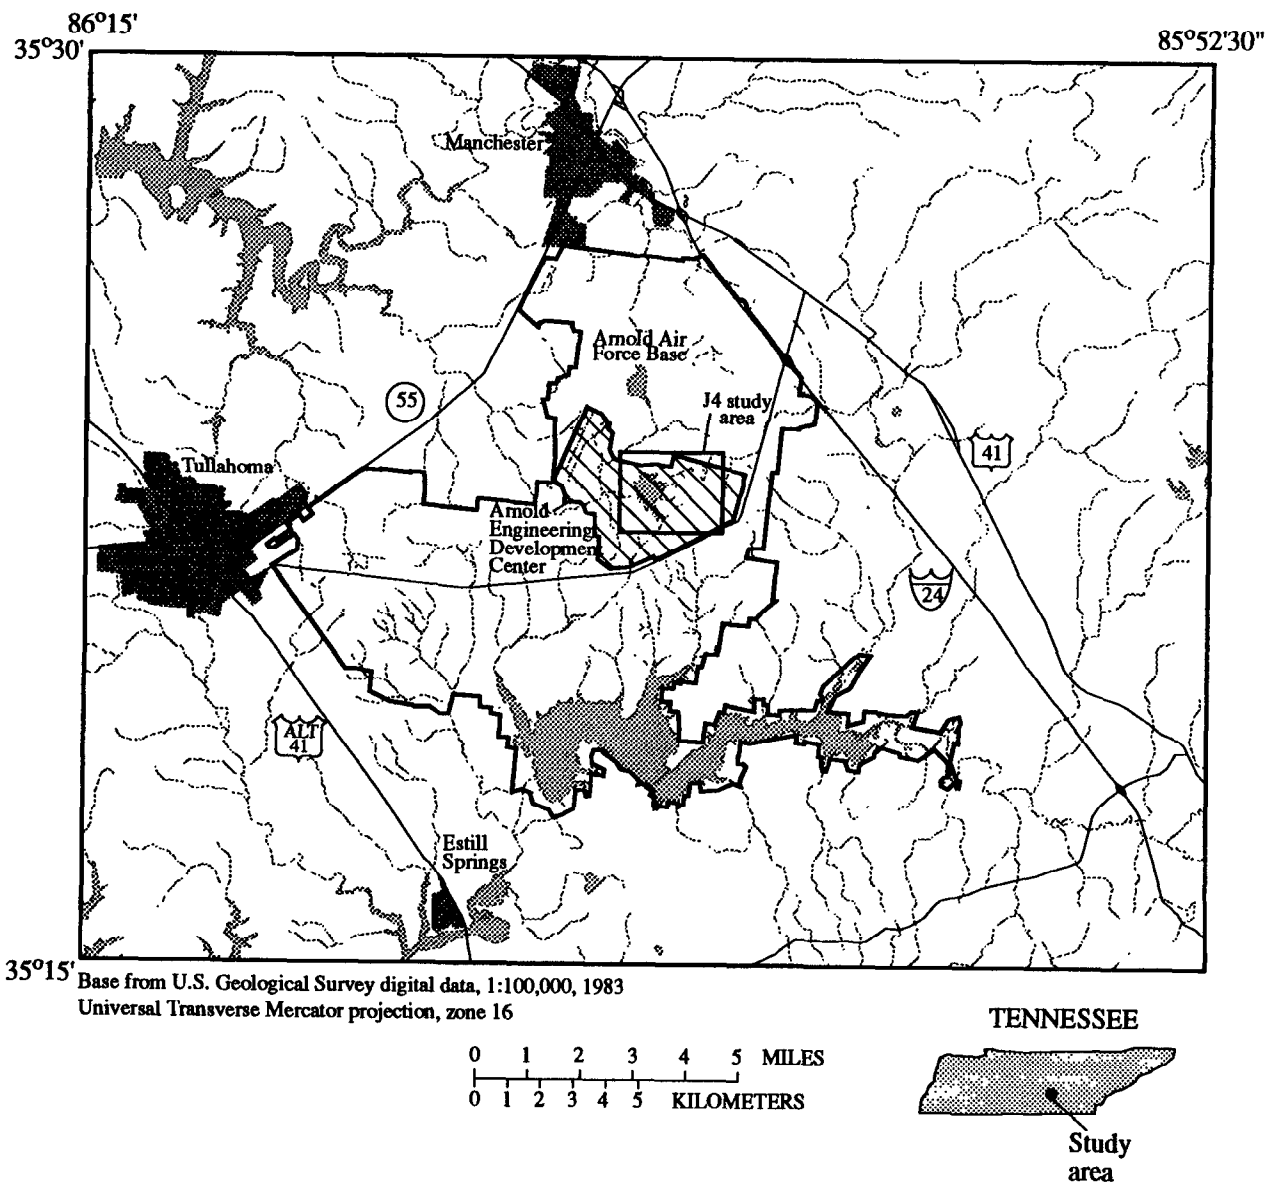 86°15'
35°30'
85°52'30"
Manchester
Arnold Air
Force Base
J4 study
area
55
41
Tullahoma
Arnold
Engineering
Development
Center
24
ALT
41
Estill
Springs
35°15'
Base from U.S. Geological Survey digital data, 1:100,000, 1983
Universal Transverse Mercator projection, zone 16
TENNESSEE
0 1 2 3 4 5 MILES
0 1 2 3 4 5 KILOMETERS
Study
area